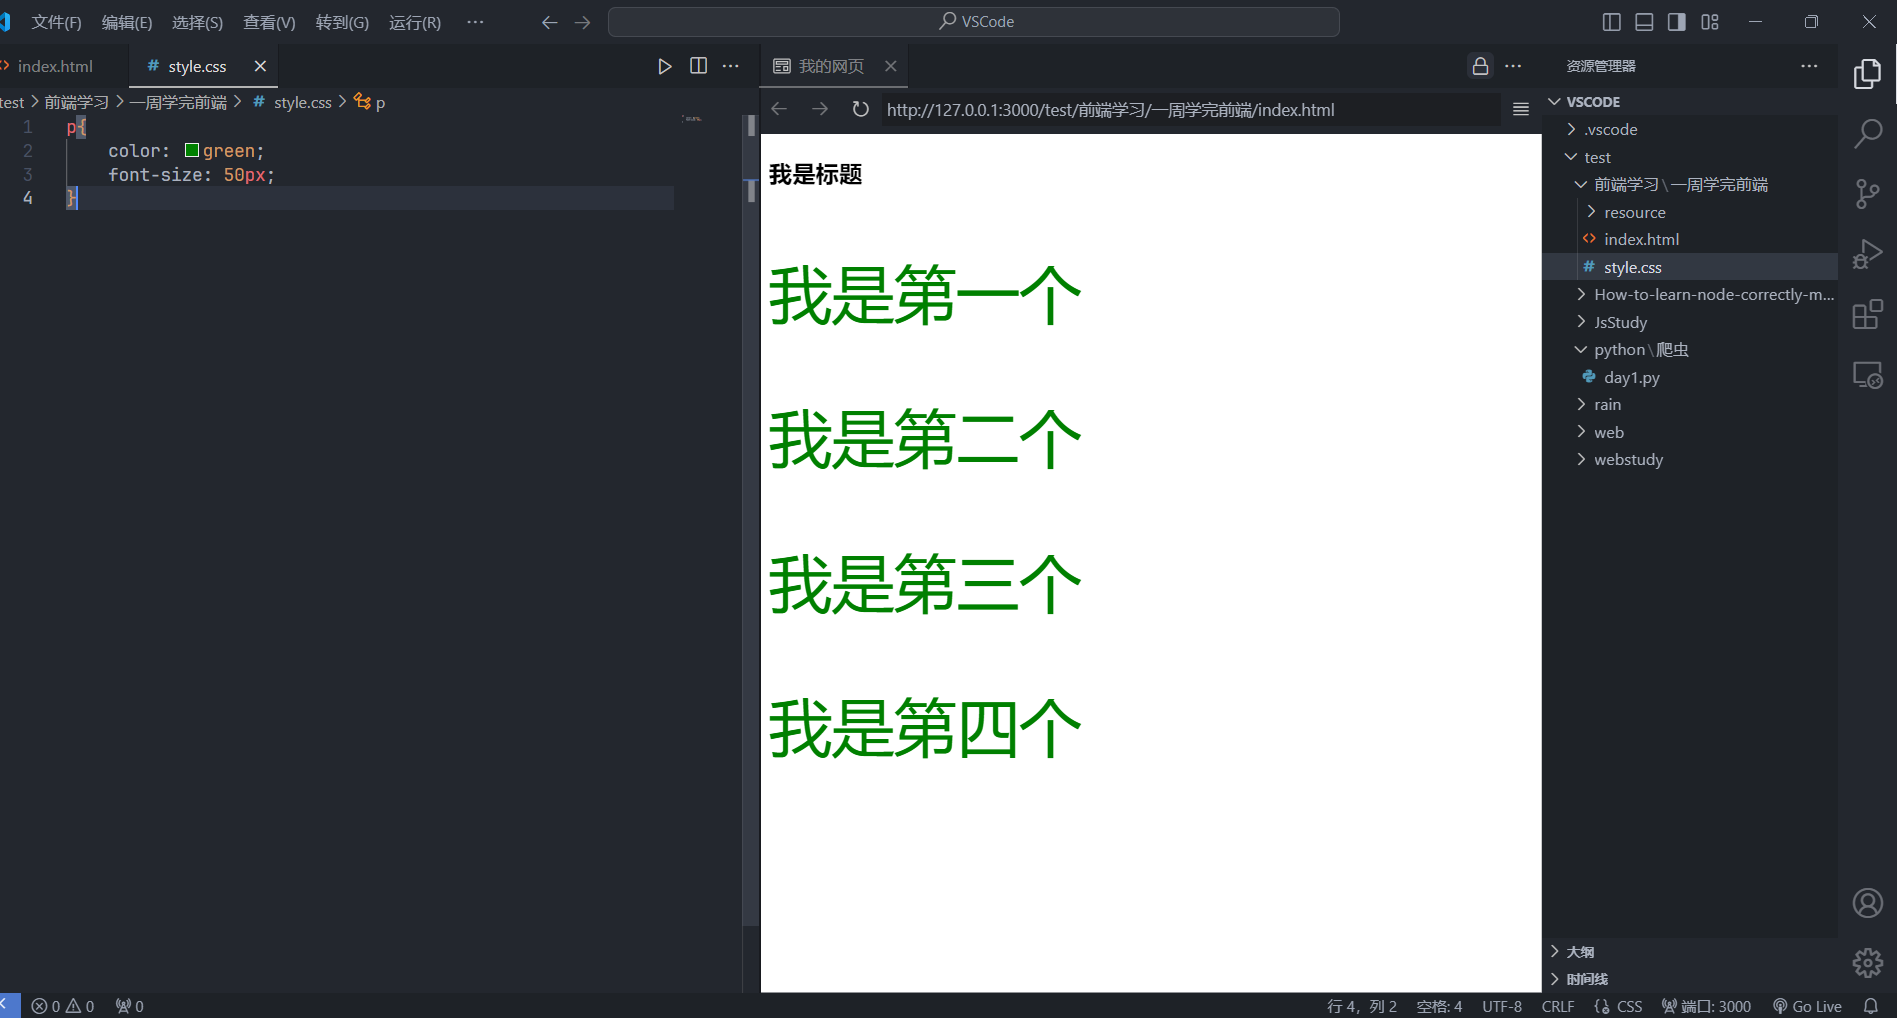 文件(F) 编辑(E) 选择(S) 查看(V) 转到(G) 运行(R) ··· VSCode
index.html # style.css
test > 前端学习 > 一周学完前端 > # style.css > p
1 p{
2 color: green;
3 font-size: 50px;
4 }
我的网页
http://127.0.0.1:3000/test/前端学习/一周学完前端/index.html
我是标题
我是第一个
我是第二个
我是第三个
我是第四个
资源管理器
VSCODE
.vscode
test
前端学习\一周学完前端
resource
index.html
# style.css
How-to-learn-node-correctly-m...
JsStudy
python\爬虫
day1.py
rain
web
webstudy
大纲
时间线
0 0 0 行 4，列 2 空格: 4 UTF-8 CRLF CSS 端口: 3000 Go Live